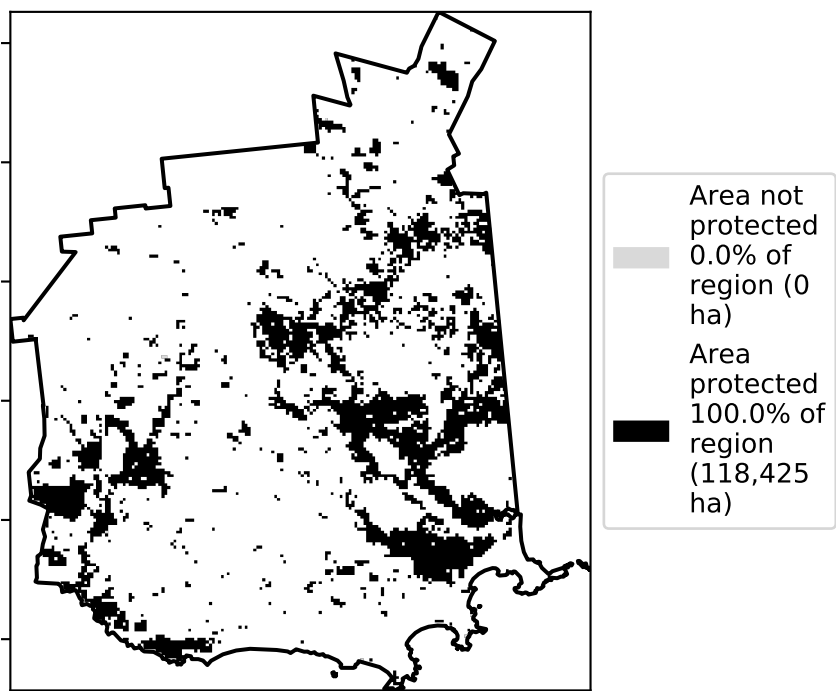 Area not
protected
0.0% of
region (0
ha)
Area
protected
100.0% of
region
(118,425
ha)